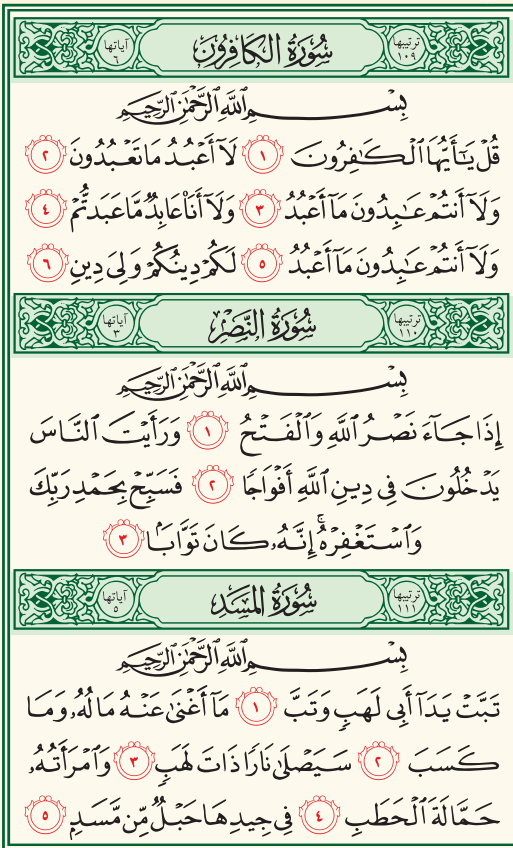 ترتيبها ١٠٩ سُورَةُ الكَافِرُونَ آياتها ٦
بِسْمِ ٱللَّهِ ٱلرَّحْمَٰنِ ٱلرَّحِيمِ
قُلْ يَٰٓأَيُّهَا ٱلْكَٰفِرُونَ ١ لَآ أَعْبُدُ مَا تَعْبُدُونَ ٢
وَلَآ أَنتُمْ عَٰبِدُونَ مَآ أَعْبُدُ ٣ وَلَآ أَنَا۠ عَابِدٌ مَّا عَبَدتُّمْ ٤
وَلَآ أَنتُمْ عَٰبِدُونَ مَآ أَعْبُدُ ٥ لَكُمْ دِينُكُمْ وَلِىَ دِينِ ٦
ترتيبها ١١٠ سُورَةُ النَّصْرِ آياتها ٣
بِسْمِ ٱللَّهِ ٱلرَّحْمَٰنِ ٱلرَّحِيمِ
إِذَا جَآءَ نَصْرُ ٱللَّهِ وَٱلْفَتْحُ ١ وَرَأَيْتَ ٱلنَّاسَ
يَدْخُلُونَ فِى دِينِ ٱللَّهِ أَفْوَاجًا ٢ فَسَبِّحْ بِحَمْدِ رَبِّكَ
وَٱسْتَغْفِرْهُ ۚ إِنَّهُۥ كَانَ تَوَّابًۢا ٣
ترتيبها ١١١ سُورَةُ المَسَدِ آياتها ٥
بِسْمِ ٱللَّهِ ٱلرَّحْمَٰنِ ٱلرَّحِيمِ
تَبَّتْ يَدَآ أَبِى لَهَبٍ وَتَبَّ ١ مَآ أَغْنَىٰ عَنْهُ مَالُهُۥ وَمَا
كَسَبَ ٢ سَيَصْلَىٰ نَارًا ذَاتَ لَهَبٍ ٣ وَٱمْرَأَتُهُۥ
حَمَّالَةَ ٱلْحَطَبِ ٤ فِى جِيدِهَا حَبْلٌ مِّن مَّسَدٍۭ ٥